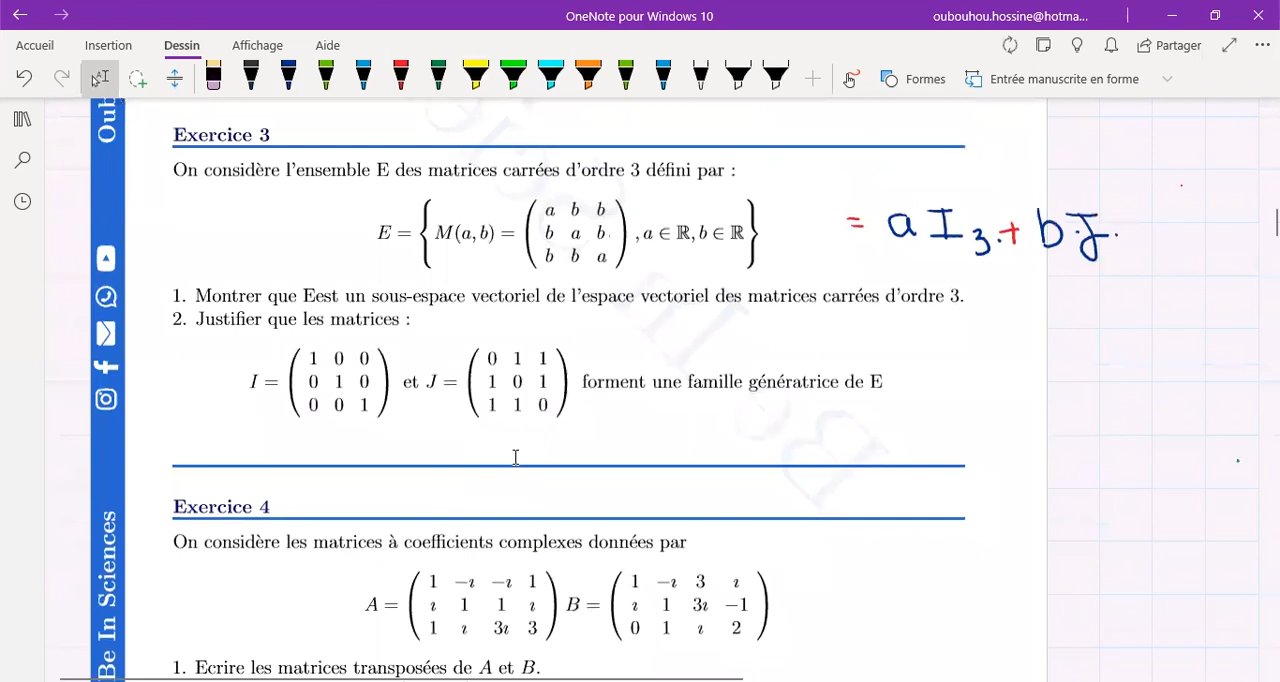 OneNote pour Windows 10
oubouhou.hossine@hotma...
Accueil Insertion Dessin Affichage Aide
Partager
Formes Entrée manuscrite en forme
Oub
Exercice 3
On considère l'ensemble E des matrices carrées d'ordre 3 défini par :
a b b
E = { M(a, b) = ( b a b ) , a ∈ ℝ, b ∈ ℝ } = a I₃ + b J
b b a
1. Montrer que Eest un sous-espace vectoriel de l'espace vectoriel des matrices carrées d'ordre 3.
2. Justifier que les matrices :
1 0 0 0 1 1
I = ( 0 1 0 ) et J = ( 1 0 1 ) forment une famille génératrice de E
0 0 1 1 1 0
Exercice 4
On considère les matrices à coefficients complexes données par
1 −ı −ı 1 1 −ı 3 ı
A = ( ı 1 1 ı ) B = ( ı 1 3ı −1 )
1 ı 3ı 3 0 1 ı 2
1. Ecrire les matrices transposées de A et B.
Be In Sciences